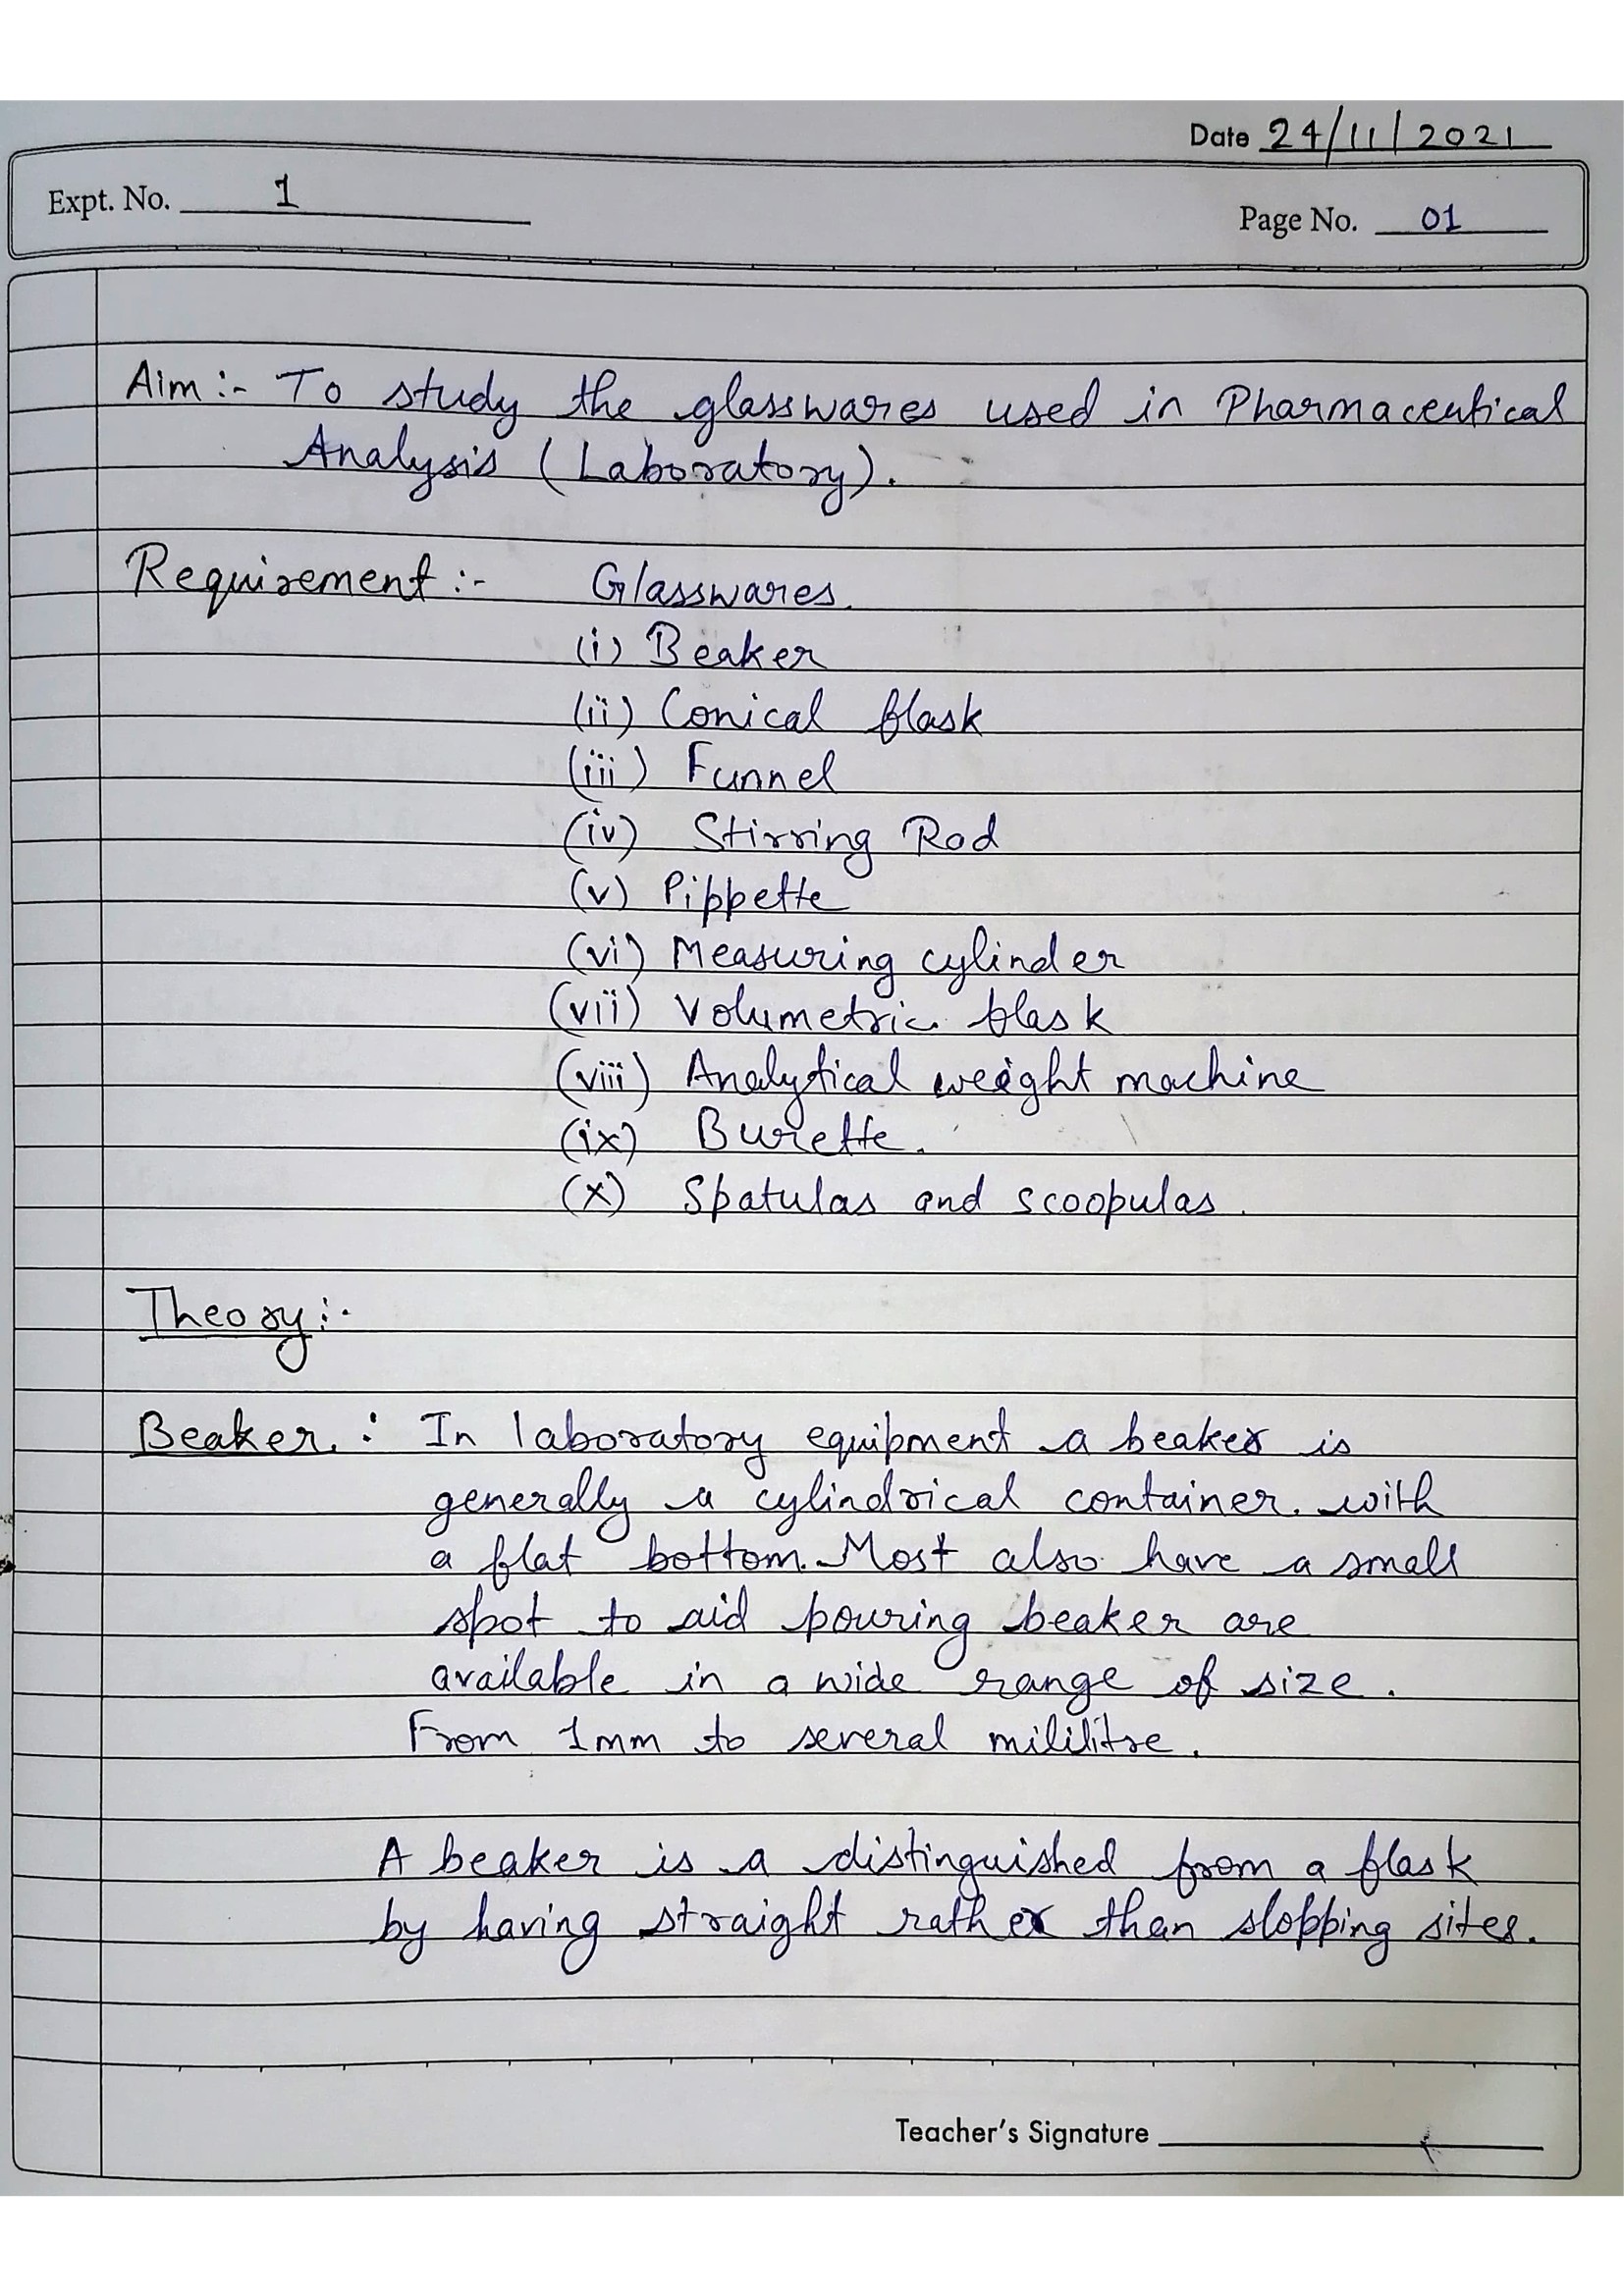 Date 24/11/2021
Expt. No. 1
Page No. 01
Aim :- To study the glasswares used in Pharmaceutical
Analysis (Laboratory).
Requirement :- Glasswares.
(i) Beaker
(ii) Conical flask
(iii) Funnel
(iv) Stirring Rod
(v) Pippette
(vi) Measuring cylinder
(vii) Volumetric flask
(viii) Analytical weight machine
(ix) Burette.
(x) Spatulas and scoopulas.
Theory :-
Beaker. : In laboratory equipment a beaker is
generally a cylindrical container. with
a flat bottom. Most also have a small
spot to aid pouring beaker are
available in a wide range of size.
From 1mm to several mililitre.
A beaker is a distinguished from a flask
by having straight rather than slopping sites.
Teacher's Signature